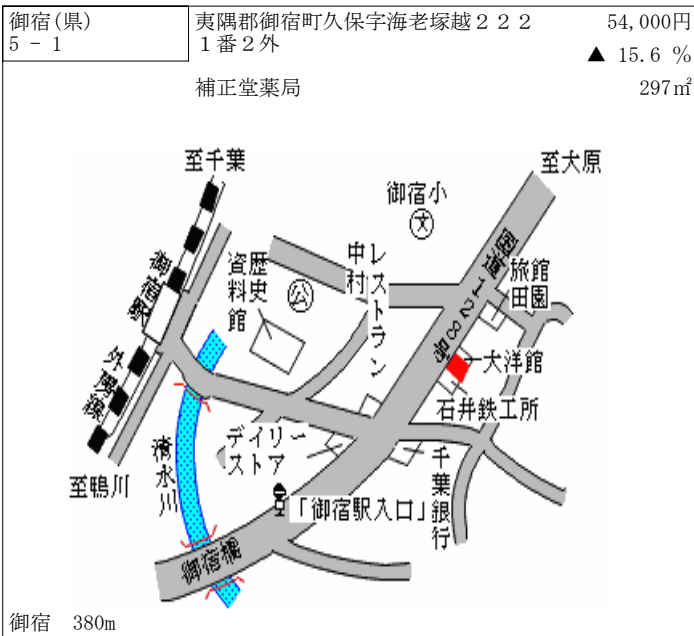 御宿(県)
5 - 1
夷隅郡御宿町久保字海老塚越２２２
１番２外
54,000円
▲ 15.6 %
補正堂薬局
297㎡
至千葉
至大原
御宿小
文
国道128号
御宿駅
歴史
資料館
公
レストラン
中村
旅館
田園
大洋館
石井鉄工所
外房線
デイリー
ストア
清水川
千葉銀行
至鴨川
「御宿駅入口」
御宿橋
御宿 380m